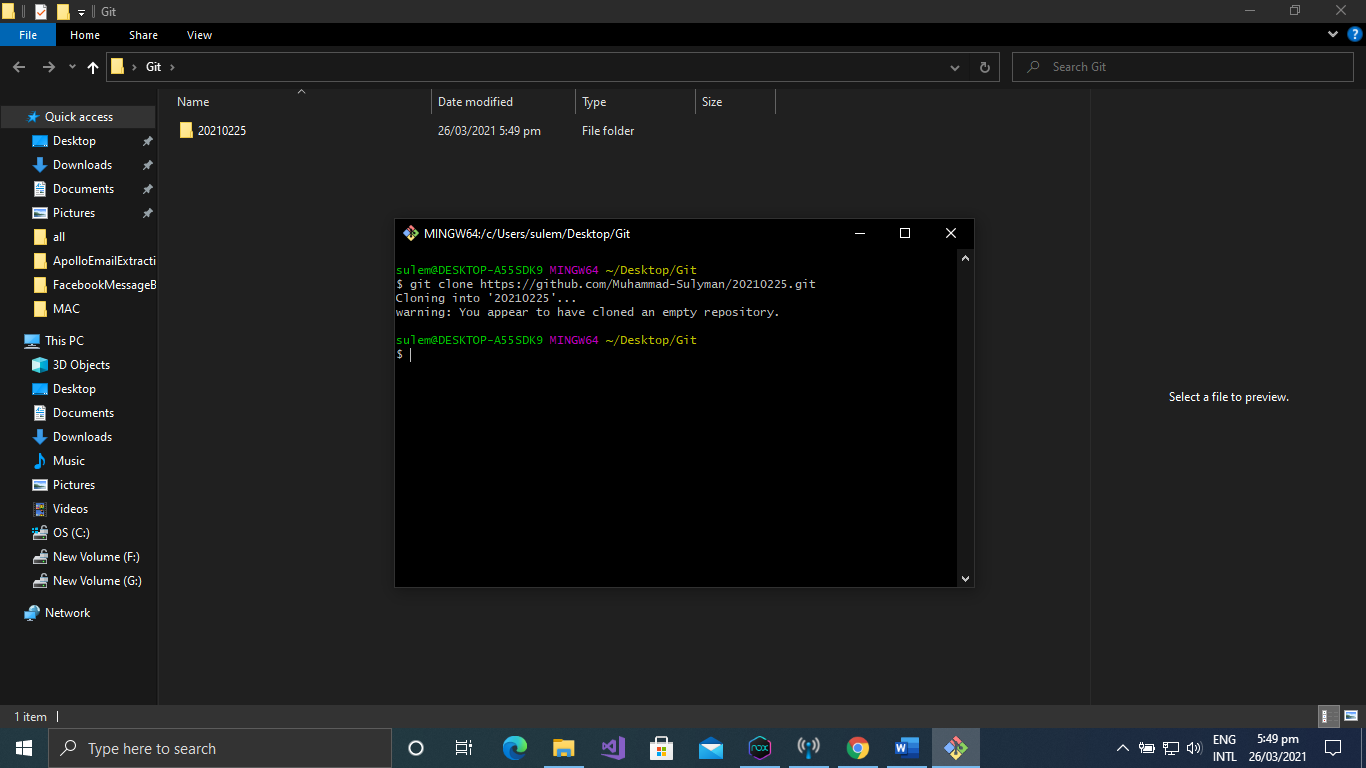 Git
File Home Share View
Git
Search Git
Name Date modified Type Size
20210225 26/03/2021 5:49 pm File folder
Quick access
Desktop
Downloads
Documents
Pictures
all
ApolloEmailExtracti
FacebookMessageB
MAC
This PC
3D Objects
Desktop
Documents
Downloads
Music
Pictures
Videos
OS (C:)
New Volume (F:)
New Volume (G:)
Network
MINGW64:/c/Users/sulem/Desktop/Git
sulem@DESKTOP-A55SDK9 MINGW64 ~/Desktop/Git
$ git clone https://github.com/Muhammad-Sulyman/20210225.git
Cloning into '20210225'...
warning: You appear to have cloned an empty repository.
sulem@DESKTOP-A55SDK9 MINGW64 ~/Desktop/Git
$
Select a file to preview.
1 item
Type here to search
nox
ENG
INTL
5:49 pm
26/03/2021